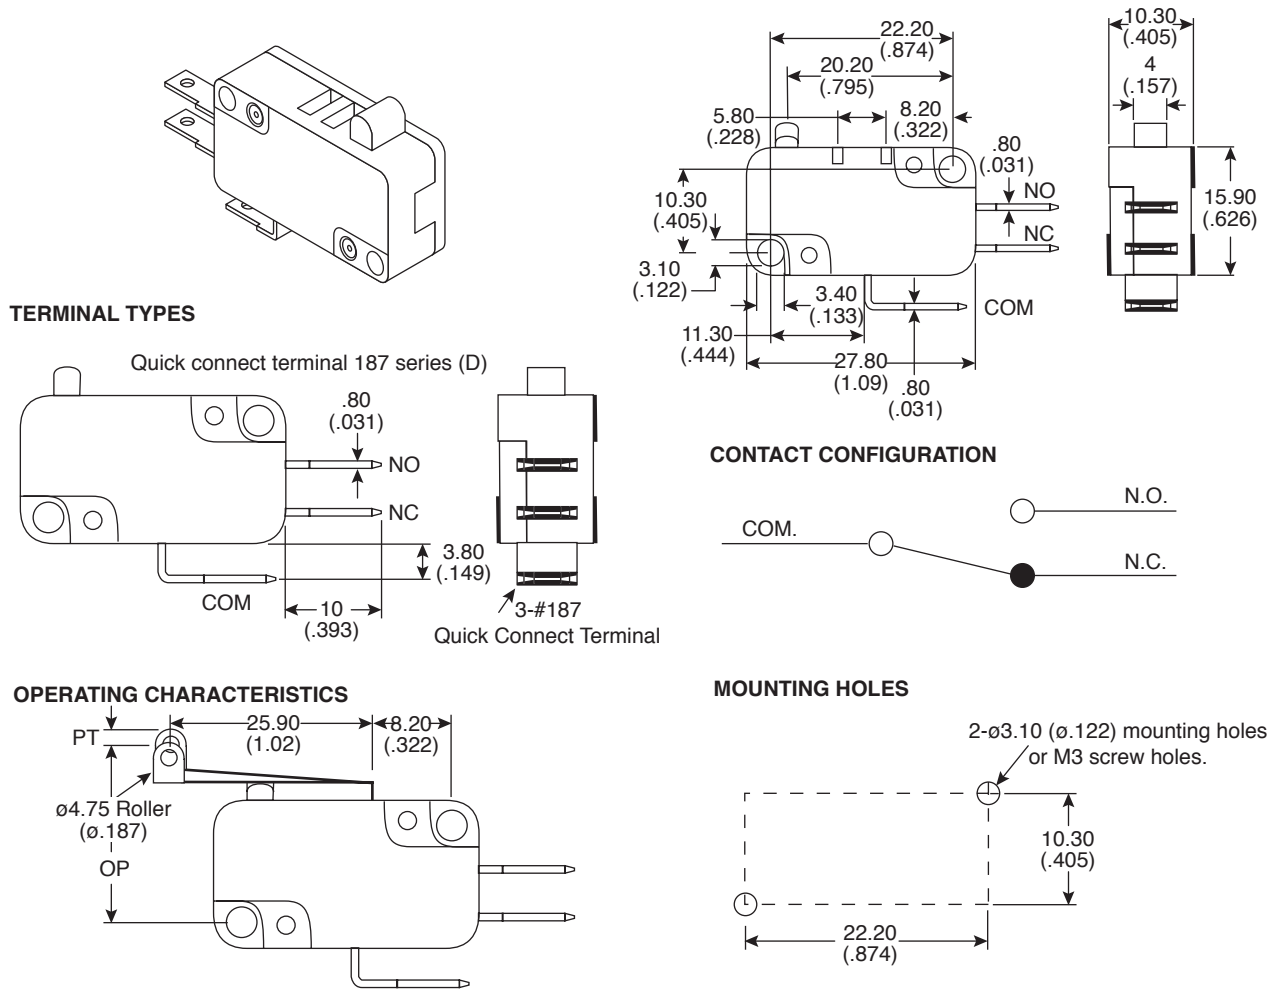 22.20
(.874)
20.20
(.795)
5.80
(.228)
8.20
(.322)
.80
(.031)
NO
10.30
(.405)
NC
3.10
(.122)
3.40
(.133)
COM
11.30
(.444)
27.80
(1.09)
.80
(.031)
10.30
(.405)
4
(.157)
15.90
(.626)
TERMINAL TYPES
Quick connect terminal 187 series (D)
.80
(.031)
NO
NC
3.80
(.149)
COM
10
(.393)
3-#187
Quick Connect Terminal
CONTACT CONFIGURATION
COM.
N.O.
N.C.
OPERATING CHARACTERISTICS
PT
25.90
(1.02)
8.20
(.322)
ø4.75 Roller
(ø.187)
OP
MOUNTING HOLES
2-ø3.10 (ø.122) mounting holes
or M3 screw holes.
10.30
(.405)
22.20
(.874)